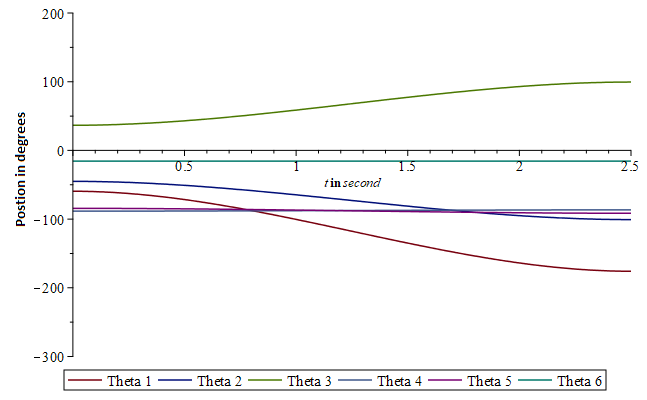 200
100
0
−100
−200
−300
Postion in degrees
0.5 1 1.5 2 2.5
t in second
Theta 1 Theta 2 Theta 3 Theta 4 Theta 5 Theta 6